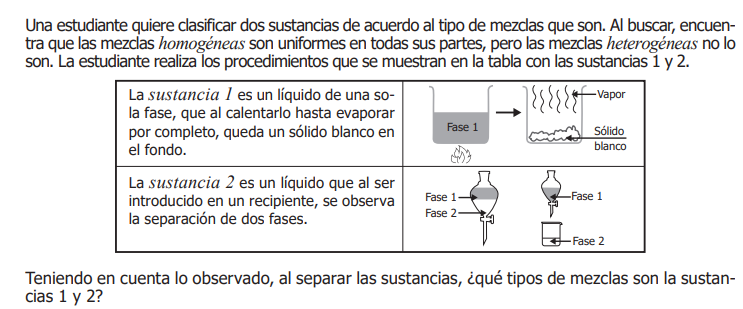 Una estudiante quiere clasificar dos sustancias de acuerdo al tipo de mezclas que son. Al buscar, encuen-
tra que las mezclas homogéneas son uniformes en todas sus partes, pero las mezclas heterogéneas no lo
son. La estudiante realiza los procedimientos que se muestran en la tabla con las sustancias 1 y 2.
La sustancia 1 es un líquido de una so-
la fase, que al calentarlo hasta evaporar
por completo, queda un sólido blanco en
el fondo.
Fase 1
Vapor
Sólido
blanco
La sustancia 2 es un líquido que al ser
introducido en un recipiente, se observa
la separación de dos fases.
Fase 1
Fase 2
Fase 1
Fase 2
Teniendo en cuenta lo observado, al separar las sustancias, ¿qué tipos de mezclas son la sustan-
cias 1 y 2?